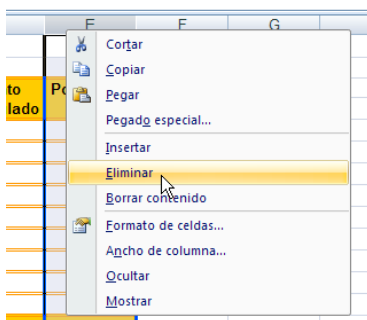 E F G
Cortar
Copiar
to Po Pegar
lado
Pegado especial...
Insertar
Eliminar
Borrar contenido
Formato de celdas...
Ancho de columna...
Ocultar
Mostrar